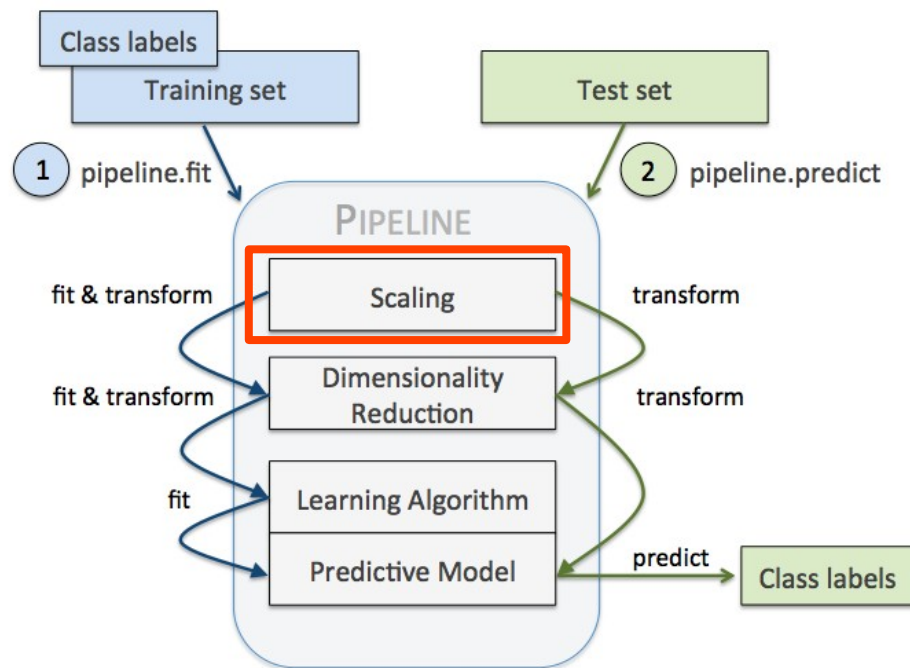 Class labels
Training set
Test set
1 pipeline.fit
2 pipeline.predict
PIPELINE
fit & transform
Scaling
transform
fit & transform
Dimensionality
Reduction
transform
fit
Learning Algorithm
Predictive Model
predict
Class labels